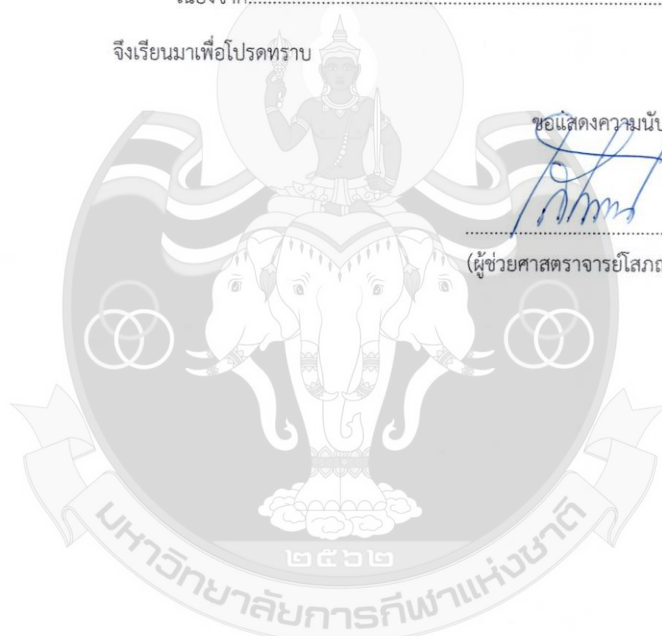 จึงเรียนมาเพื่อโปรดทราบ
ขอแสดงความนับ
(ผู้ช่วยศาสตราจารย์โสภณ
๒๕๖๒
มหาวิทยาลัยการกีฬาแห่งชาติ